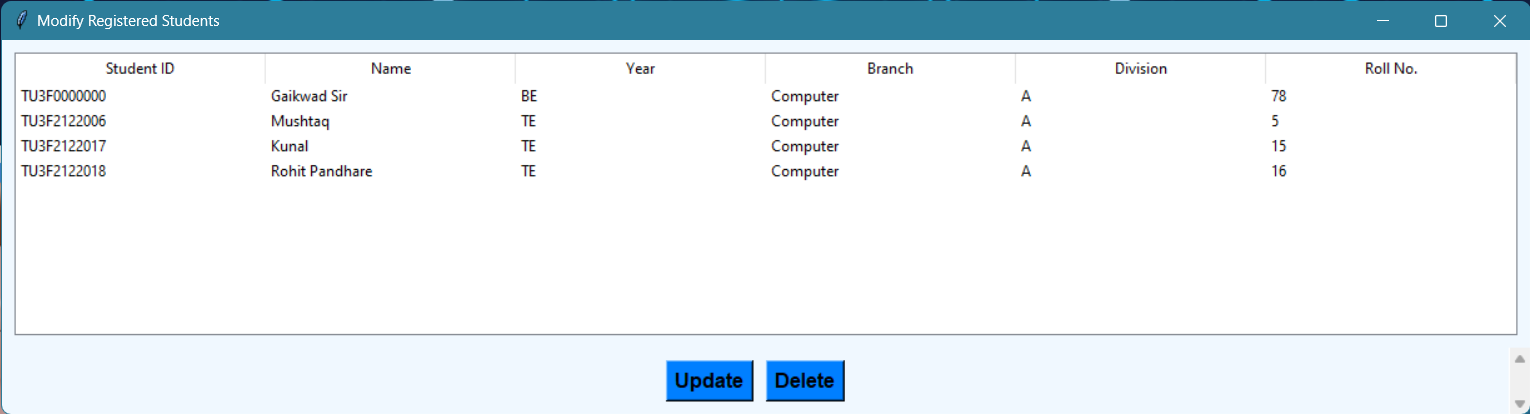 Modify Registered Students
Student ID Name Year Branch Division Roll No.
TU3F0000000 Gaikwad Sir BE Computer A 78
TU3F2122006 Mushtaq TE Computer A 5
TU3F2122017 Kunal TE Computer A 15
TU3F2122018 Rohit Pandhare TE Computer A 16
Update Delete